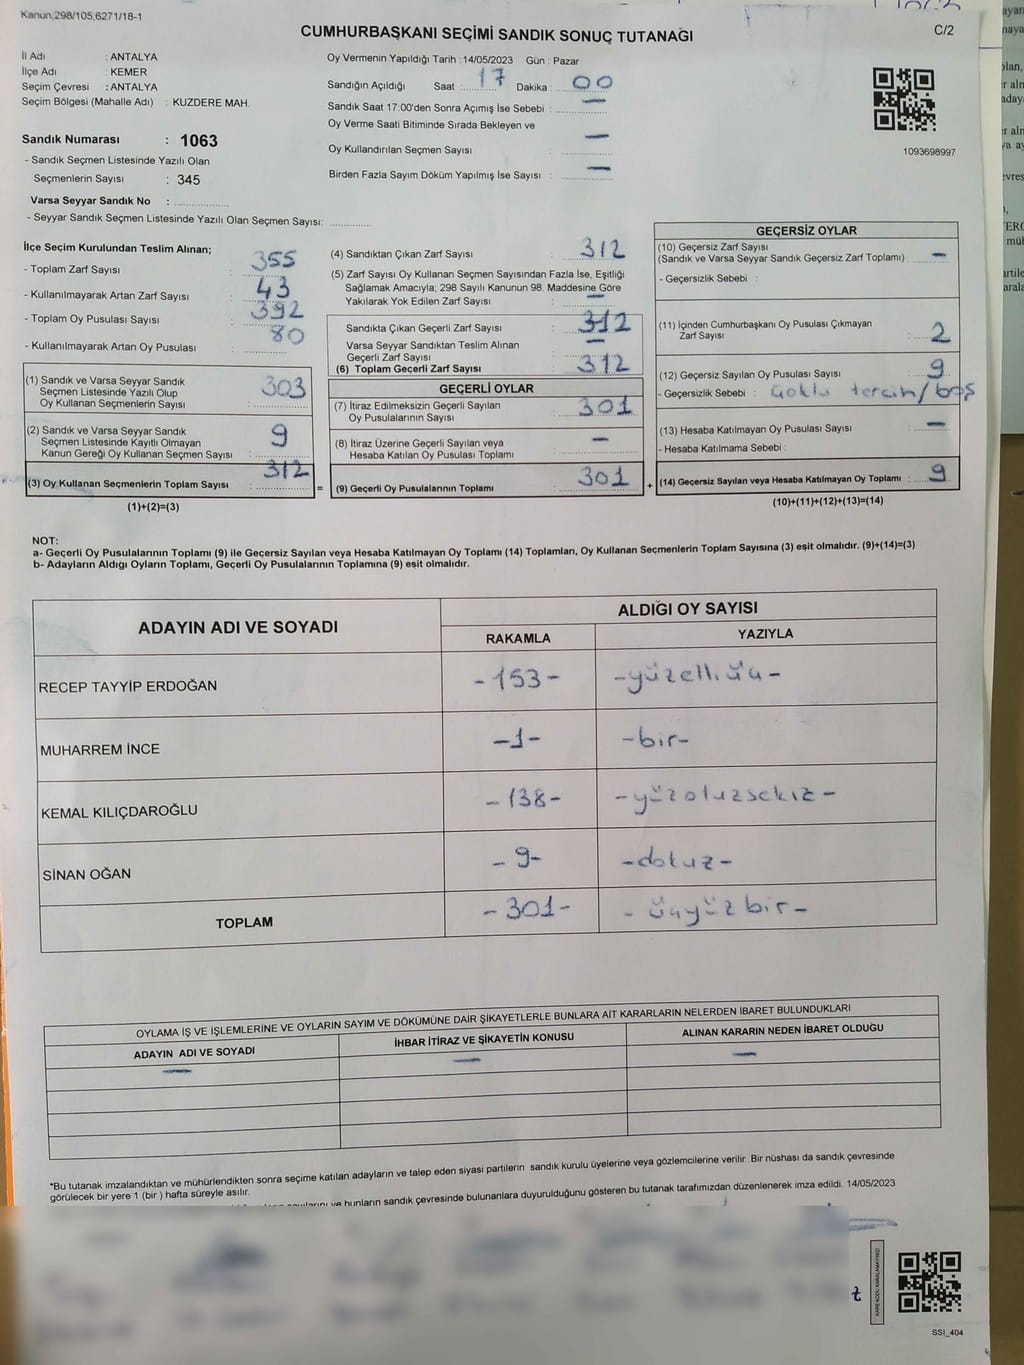 Kanun;298/105,6271/18-1
CUMHURBAŞKANI SEÇİMİ SANDIK SONUÇ TUTANAĞI
C/2
İl Adı : ANTALYA
İlçe Adı : KEMER
Seçim Çevresi : ANTALYA
Seçim Bölgesi (Mahalle Adı) : KUZDERE MAH.
Sandık Numarası : 1063
- Sandık Seçmen Listesinde Yazılı Olan
Seçmenlerin Sayısı : 345
Varsa Seyyar Sandık No : ..............
- Seyyar Sandık Seçmen Listesinde Yazılı Olan Seçmen Sayısı: ..............
Oy Vermenin Yapıldığı Tarih : 14/05/2023 Gün : Pazar
Sandığın Açıldığı Saat : 17 Dakika : 00
Sandık Saat 17:00'den Sonra Açımış İse Sebebi : —
Oy Verme Saati Bitiminde Sırada Bekleyen ve
Oy Kullandırılan Seçmen Sayısı : —
Birden Fazla Sayım Döküm Yapılmış İse Sayısı : —
1093698997
İlçe Seçim Kurulundan Teslim Alınan;
- Toplam Zarf Sayısı : 355
- Kullanılmayarak Artan Zarf Sayısı : 43
- Toplam Oy Pusulası Sayısı : 392
- Kullanılmayarak Artan Oy Pusulası : 80
(1) Sandık ve Varsa Seyyar Sandık
Seçmen Listesinde Yazılı Olup
Oy Kullanan Seçmenlerin Sayısı : 303
(2) Sandık ve Varsa Seyyar Sandık
Seçmen Listesinde Kayıtlı Olmayan
Kanun Gereği Oy Kullanan Seçmen Sayısı : 9
(3) Oy Kullanan Seçmenlerin Toplam Sayısı : 312
(1)+(2)=(3)
(4) Sandıktan Çıkan Zarf Sayısı : 312
(5) Zarf Sayısı Oy Kullanan Seçmen Sayısından Fazla İse, Eşitliği
Sağlamak Amacıyla; 298 Sayılı Kanunun 98. Maddesine Göre
Yakılarak Yok Edilen Zarf Sayısı : —
Sandıkta Çıkan Geçerli Zarf Sayısı : 312
Varsa Seyyar Sandıktan Teslim Alınan
Geçerli Zarf Sayısı : —
(6) Toplam Geçerli Zarf Sayısı : 312
GEÇERLİ OYLAR
(7) İtiraz Edilmeksizin Geçerli Sayılan
Oy Pusulalarının Sayısı : 301
(8) İtiraz Üzerine Geçerli Sayılan veya
Hesaba Katılan Oy Pusulası Toplamı : —
= (9) Geçerli Oy Pusulalarının Toplamı : 301
GEÇERSİZ OYLAR
(10) Geçersiz Zarf Sayısı
(Sandık ve Varsa Seyyar Sandık Geçersiz Zarf Toplamı) : —
- Geçersizlik Sebebi :
(11) İçinden Cumhurbaşkanı Oy Pusulası Çıkmayan
Zarf Sayısı : 2
(12) Geçersiz Sayılan Oy Pusulası Sayısı : 9
- Geçersizlik Sebebi : Çoklu tercih/boş
(13) Hesaba Katılmayan Oy Pusulası Sayısı : —
- Hesaba Katılmama Sebebi :
+ (14) Geçersiz Sayılan veya Hesaba Katılmayan Oy Toplamı : 9
(10)+(11)+(12)+(13)=(14)
NOT:
a- Geçerli Oy Pusulalarının Toplamı (9) ile Geçersiz Sayılan veya Hesaba Katılmayan Oy Toplamı (14) Toplamları, Oy Kullanan Seçmenlerin Toplam Sayısına (3) eşit olmalıdır. (9)+(14)=(3)
b- Adayların Aldığı Oyların Toplamı, Geçerli Oy Pusulalarının Toplamına (9) eşit olmalıdır.
ADAYIN ADI VE SOYADI
ALDIĞI OY SAYISI
RAKAMLA YAZIYLA
RECEP TAYYİP ERDOĞAN -153- -yüzelliüç-
MUHARREM İNCE -1- -bir-
KEMAL KILIÇDAROĞLU -138- -yüzotuzsekiz-
SİNAN OĞAN -9- -dokuz-
TOPLAM -301- -üçyüzbir-
OYLAMA İŞ VE İŞLEMLERİNE VE OYLARIN SAYIM VE DÖKÜMÜNE DAİR ŞİKAYETLERLE BUNLARA AİT KARARLARIN NELERDEN İBARET BULUNDUKLARI
ADAYIN ADI VE SOYADI İHBAR İTİRAZ VE ŞİKAYETİN KONUSU ALINAN KARARIN NEDEN İBARET OLDUĞU
— — —
*Bu tutanak imzalandıktan ve mühürlendikten sonra seçime katılan adayların ve talep eden siyasi partilerin sandık kurulu üyelerine veya gözlemcilerine verilir. Bir nüshası da sandık çevresinde
görülecek bir yere 1 (bir ) hafta süreyle asılır.
ve bunların sandık çevresinde bulunanlara duyurulduğunu gösteren bu tutanak tarafımızdan düzenlenerek imza edildi. 14/05/2023
KARE KODU KARALAMAYINIZ!
SSI_404